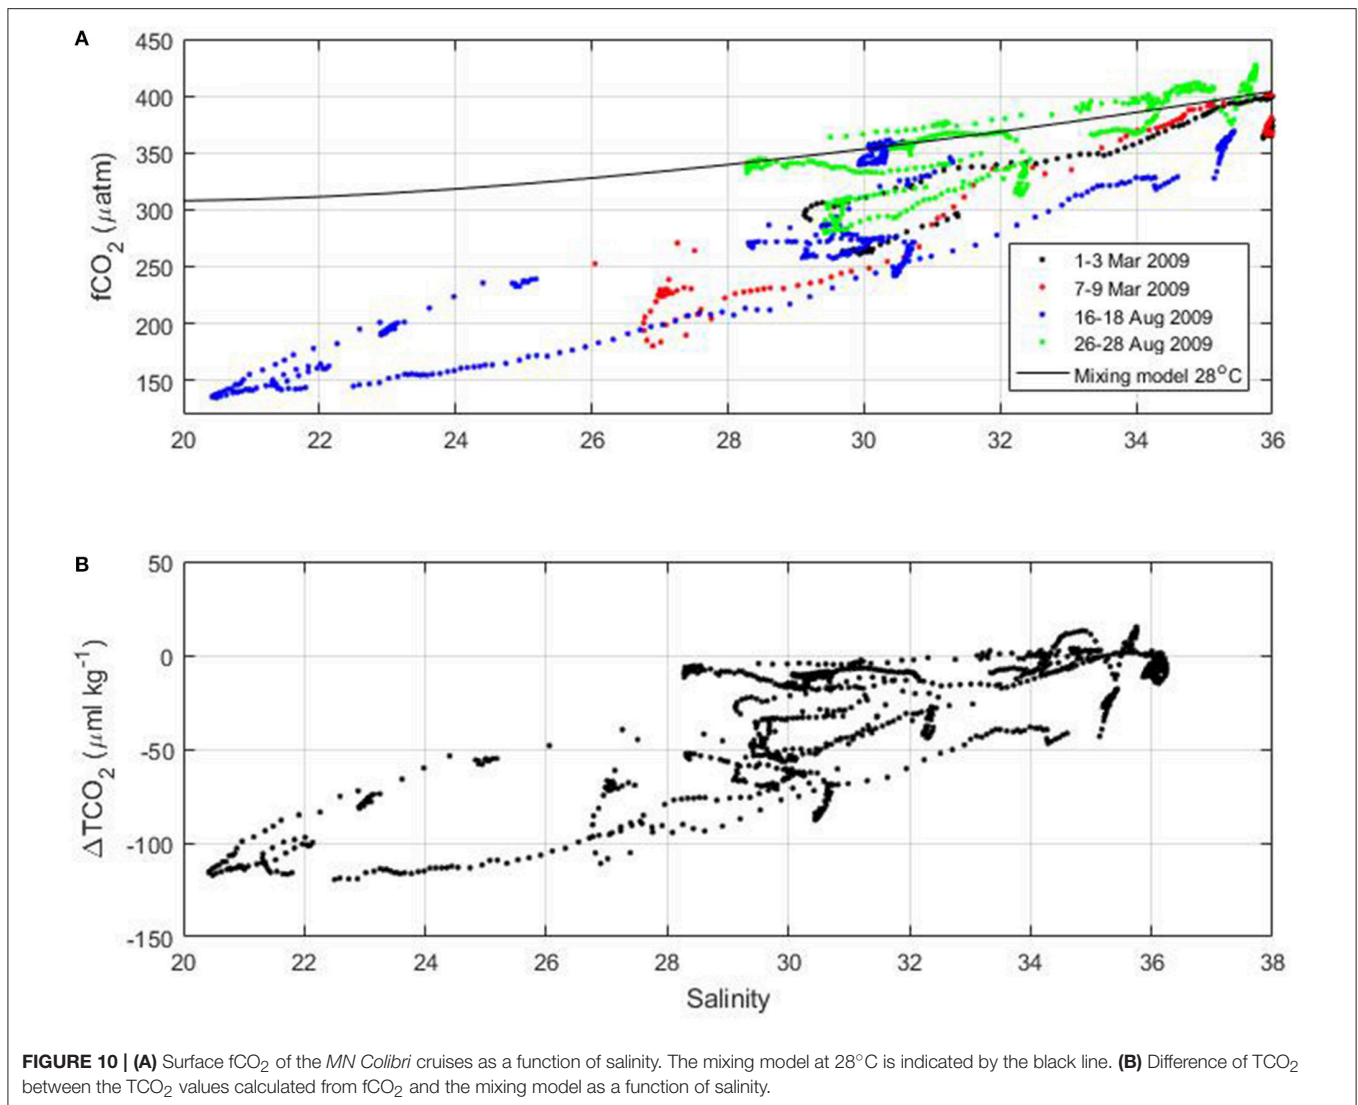 A
450
400
350
300
250
200
150
fCO2 (μatm)
1-3 Mar 2009
7-9 Mar 2009
16-18 Aug 2009
26-28 Aug 2009
Mixing model 28°C
20 22 24 26 28 30 32 34 36
B
50
0
-50
-100
-150
ΔTCO2 (μml kg-1)
20 22 24 26 28 30 32 34 36 38
Salinity
FIGURE 10 | (A) Surface fCO2 of the MN Colibri cruises as a function of salinity. The mixing model at 28°C is indicated by the black line. (B) Difference of TCO2
between the TCO2 values calculated from fCO2 and the mixing model as a function of salinity.